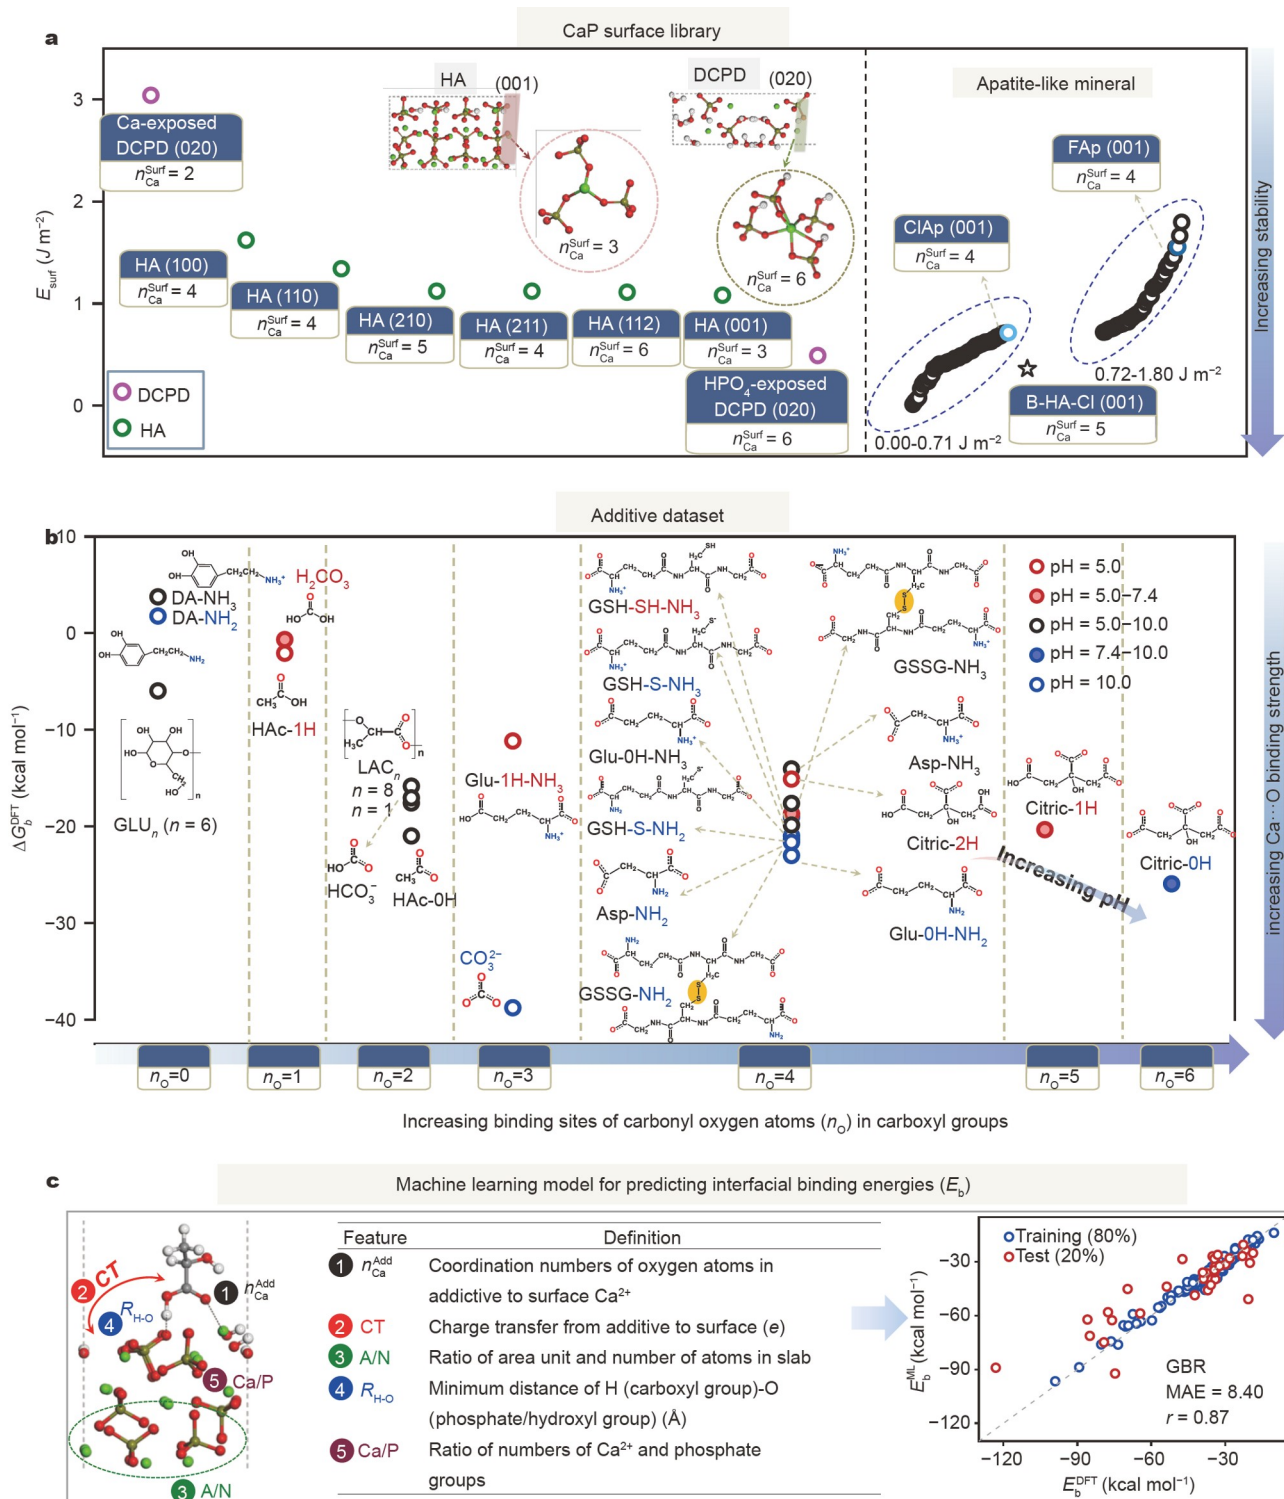 a
CaP surface library
E_surf (J m⁻²)
3
2
1
0
Ca-exposed
DCPD (020)
n_Ca^Surf = 2
HA (100)
n_Ca^Surf = 4
HA (110)
n_Ca^Surf = 4
HA (210)
n_Ca^Surf = 5
HA (211)
n_Ca^Surf = 4
HA (112)
n_Ca^Surf = 6
HA (001)
n_Ca^Surf = 3
HPO₄-exposed
DCPD (020)
n_Ca^Surf = 6
DCPD
HA
HA
(001)
n_Ca^Surf = 3
DCPD
(020)
n_Ca^Surf = 6
Apatite-like mineral
FAp (001)
n_Ca^Surf = 4
ClAp (001)
n_Ca^Surf = 4
0.72-1.80 J m⁻²
B-HA-Cl (001)
n_Ca^Surf = 5
0.00-0.71 J m⁻²
Increasing stability
b
Additive dataset
ΔG_b^DFT (kcal mol⁻¹)
10
0
−10
−20
−30
−40
DA-NH₃
DA-NH₂
GLUₙ (n = 6)
H₂CO₃
HAc-1H
LACₙ
n = 8
n = 1
HCO₃⁻
HAc-0H
Glu-1H-NH₃
CO₃²⁻
GSH-SH-NH₃
GSH-S-NH₃
Glu-0H-NH₃
GSH-S-NH₂
Asp-NH₂
GSSG-NH₂
GSSG-NH₃
Asp-NH₃
Citric-2H
Glu-0H-NH₂
pH = 5.0
pH = 5.0−7.4
pH = 5.0−10.0
pH = 7.4−10.0
pH = 10.0
Citric-1H
Citric-0H
Increasing pH
increasing Ca···O binding strength
n_O=0
n_O=1
n_O=2
n_O=3
n_O=4
n_O=5
n_O=6
Increasing binding sites of carbonyl oxygen atoms (n_O) in carboxyl groups
c
Machine learning model for predicting interfacial binding energies (E_b)
2 CT
1 n_Ca^Add
4 R_H-O
5 Ca/P
3 A/N
Feature Definition
1 n_Ca^Add Coordination numbers of oxygen atoms in
addictive to surface Ca²⁺
2 CT Charge transfer from additive to surface (e)
3 A/N Ratio of area unit and number of atoms in slab
4 R_H-O Minimum distance of H (carboxyl group)-O
(phosphate/hydroxyl group) (Å)
5 Ca/P Ratio of numbers of Ca²⁺ and phosphate
groups
Training (80%)
Test (20%)
E_b^ML (kcal mol⁻¹)
−30
−60
−90
−120
GBR
MAE = 8.40
r = 0.87
−120 −90 −60 −30
E_b^DFT (kcal mol⁻¹)